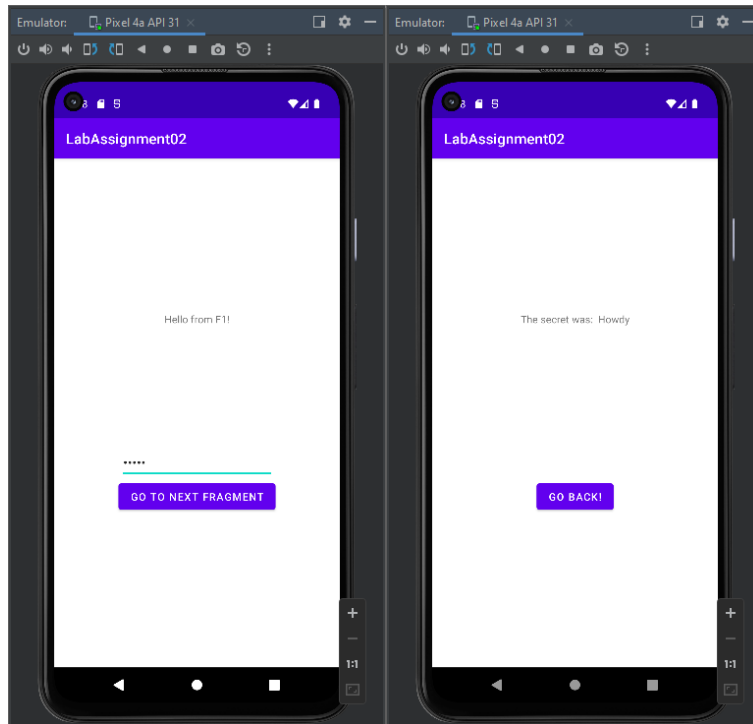 Emulator: Pixel 4a API 31
LabAssignment02
Hello from F1!
•••••
GO TO NEXT FRAGMENT
1:1
Emulator: Pixel 4a API 31
LabAssignment02
The secret was: Howdy
GO BACK!
1:1